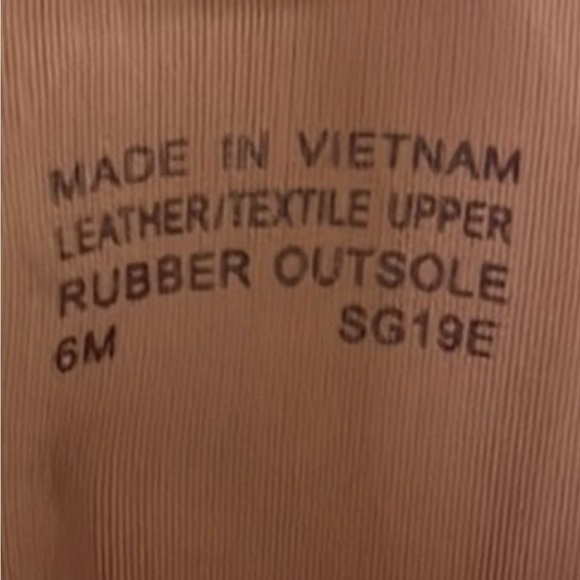 MADE IN VIETNAM
LEATHER/TEXTILE UPPER
RUBBER OUTSOLE
6M SG19E